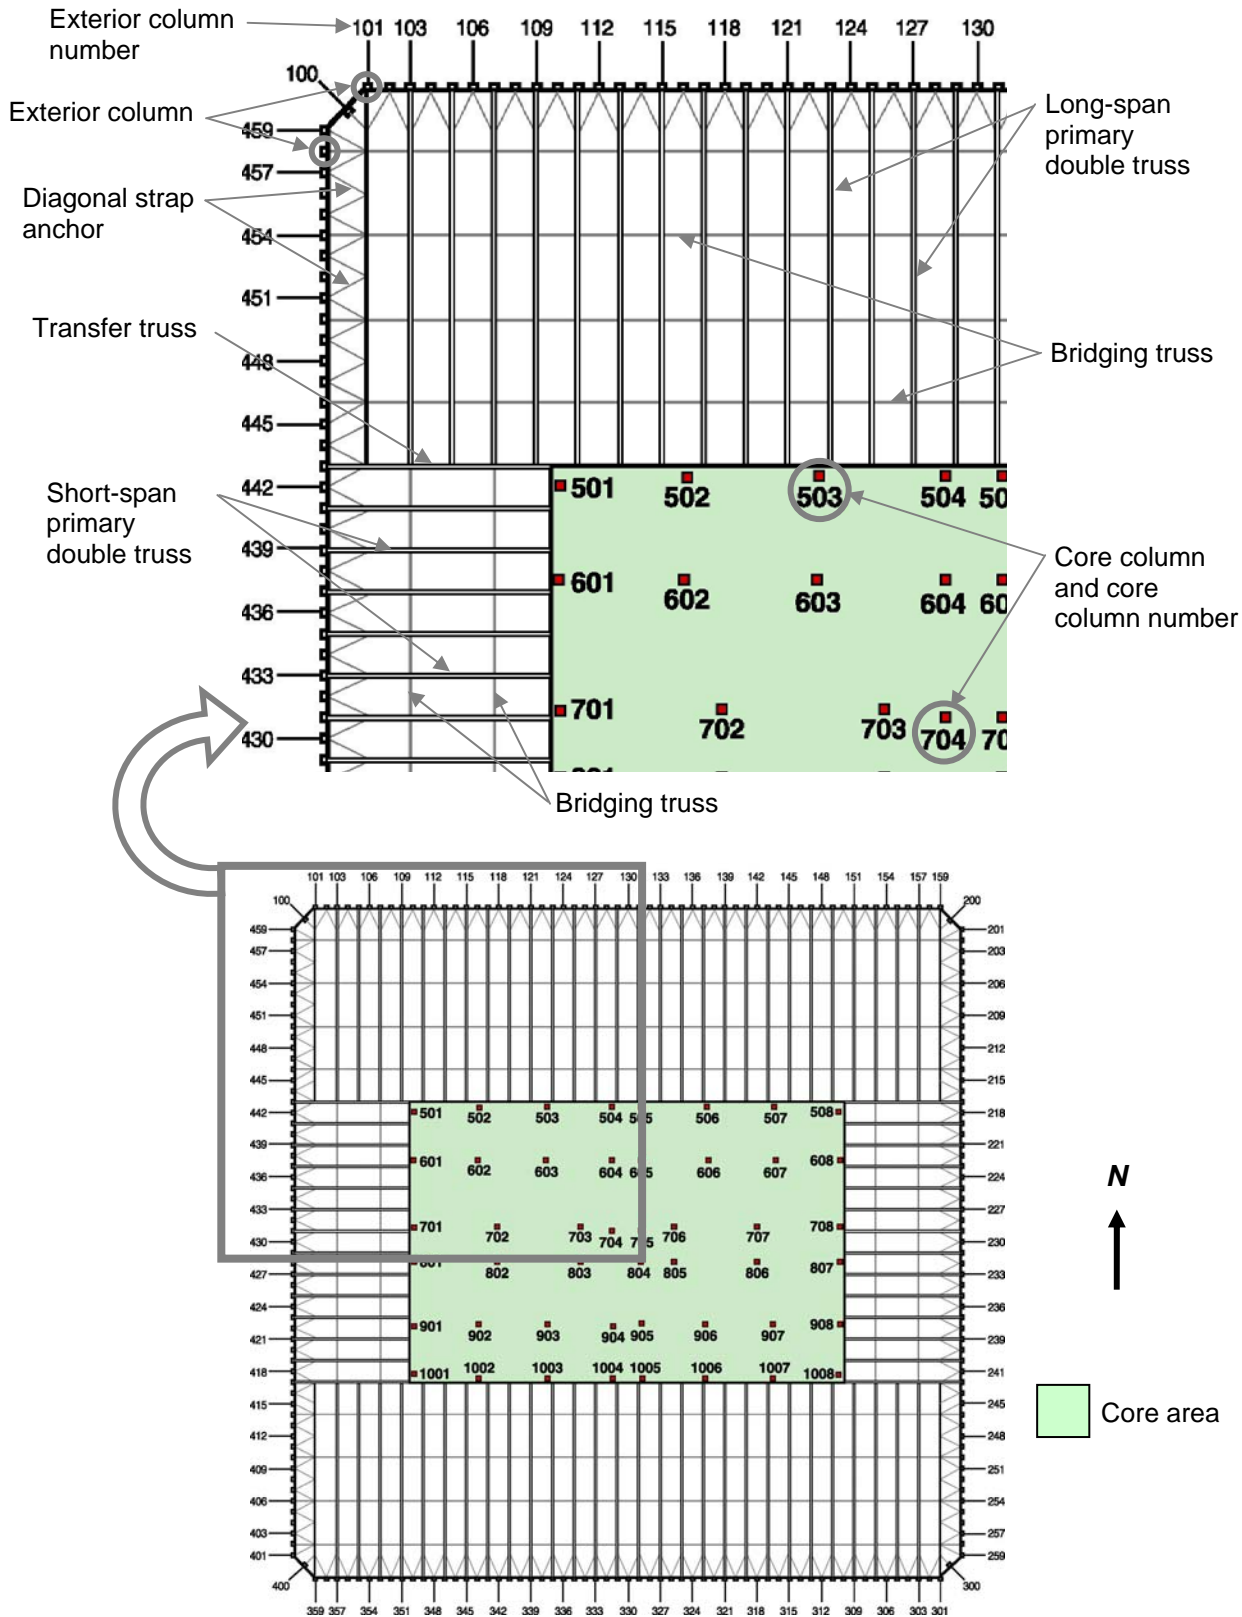 Exterior column
number
101 103 106 109 112 115 118 121 124 127 130
100
Exterior column
459
457
454
451
448
445
442
439
436
433
430
Diagonal strap
anchor
Transfer truss
Short-span
primary
double truss
Long-span
primary
double truss
Bridging truss
Core column
and core
column number
501 502 503 504 50
601 602 603 604 60
701 702 703 704 70
Bridging truss
101 103 106 109 112 115 118 121 124 127 130 133 136 139 142 145 148 151 154 157 159
100 200
459 201
457 203
454 206
451 209
448 212
445 215
442 501 502 503 504 505 506 507 508 218
439 221
436 601 602 603 604 605 606 607 608 224
433 227
430 701 702 703 704 705 706 707 708 230
427 801 802 803 804 805 806 807 233
424 236
421 901 902 903 904 905 906 907 908 239
418 1001 1002 1003 1004 1005 1006 1007 1008 241
415 245
412 248
409 251
406 254
403 257
401 259
400 300
359 357 354 351 348 345 342 339 336 333 330 327 324 321 318 315 312 309 306 303 301
N
Core area